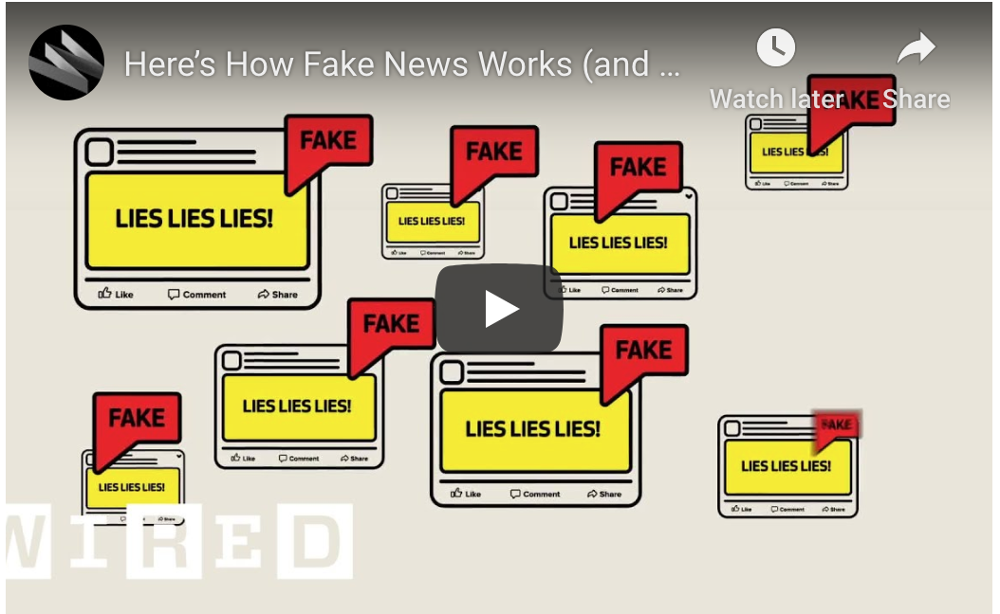 Here’s How Fake News Works (and ...
Watch later
Share
FAKE
LIES LIES LIES!
Like Comment Share
FAKE
LIES LIES LIES!
Like Comment Share
FAKE
LIES LIES LIES!
Like Comment Share
FAKE
LIES LIES LIES!
Like Comment Share
FAKE
LIES LIES LIES!
Like Comment Share
FAKE
LIES LIES LIES!
Like Comment Share
FAKE
LIES LIES LIES!
Share
FAKE
LIES LIES LIES!
Like Comment Share
WIRED